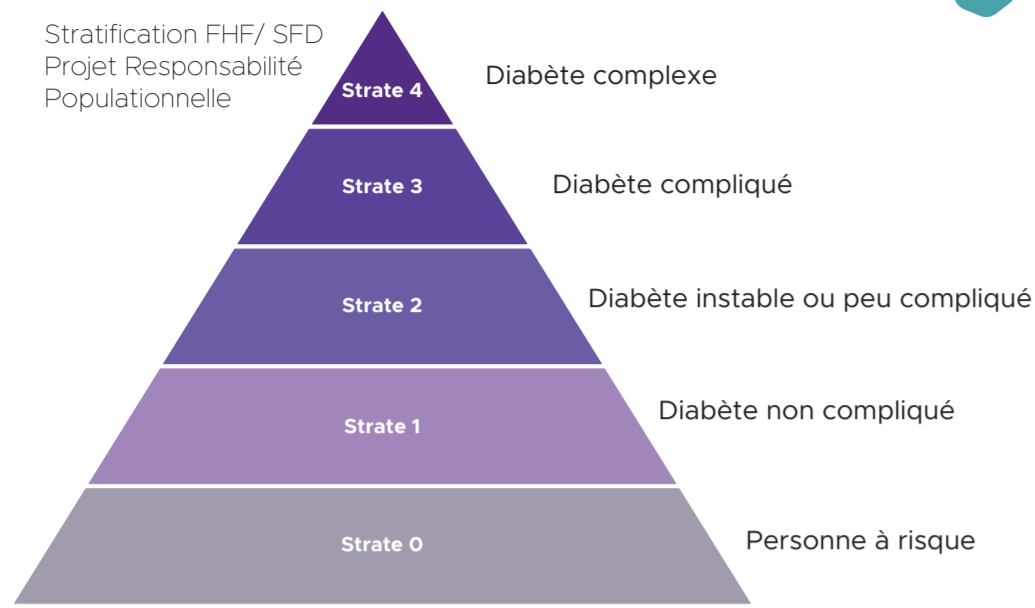 Stratification FHF/ SFD
Projet Responsabilité
Populationnelle
Strate 4
Diabète complexe
Strate 3
Diabète compliqué
Strate 2
Diabète instable ou peu compliqué
Strate 1
Diabète non compliqué
Strate 0
Personne à risque